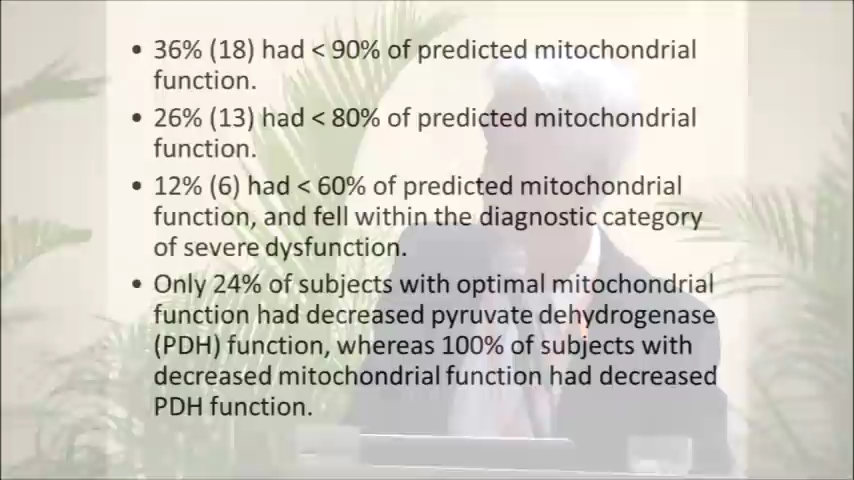 • 36% (18) had < 90% of predicted mitochondrial
function.
• 26% (13) had < 80% of predicted mitochondrial
function.
• 12% (6) had < 60% of predicted mitochondrial
function, and fell within the diagnostic category
of severe dysfunction.
• Only 24% of subjects with optimal mitochondrial
function had decreased pyruvate dehydrogenase
(PDH) function, whereas 100% of subjects with
decreased mitochondrial function had decreased
PDH function.